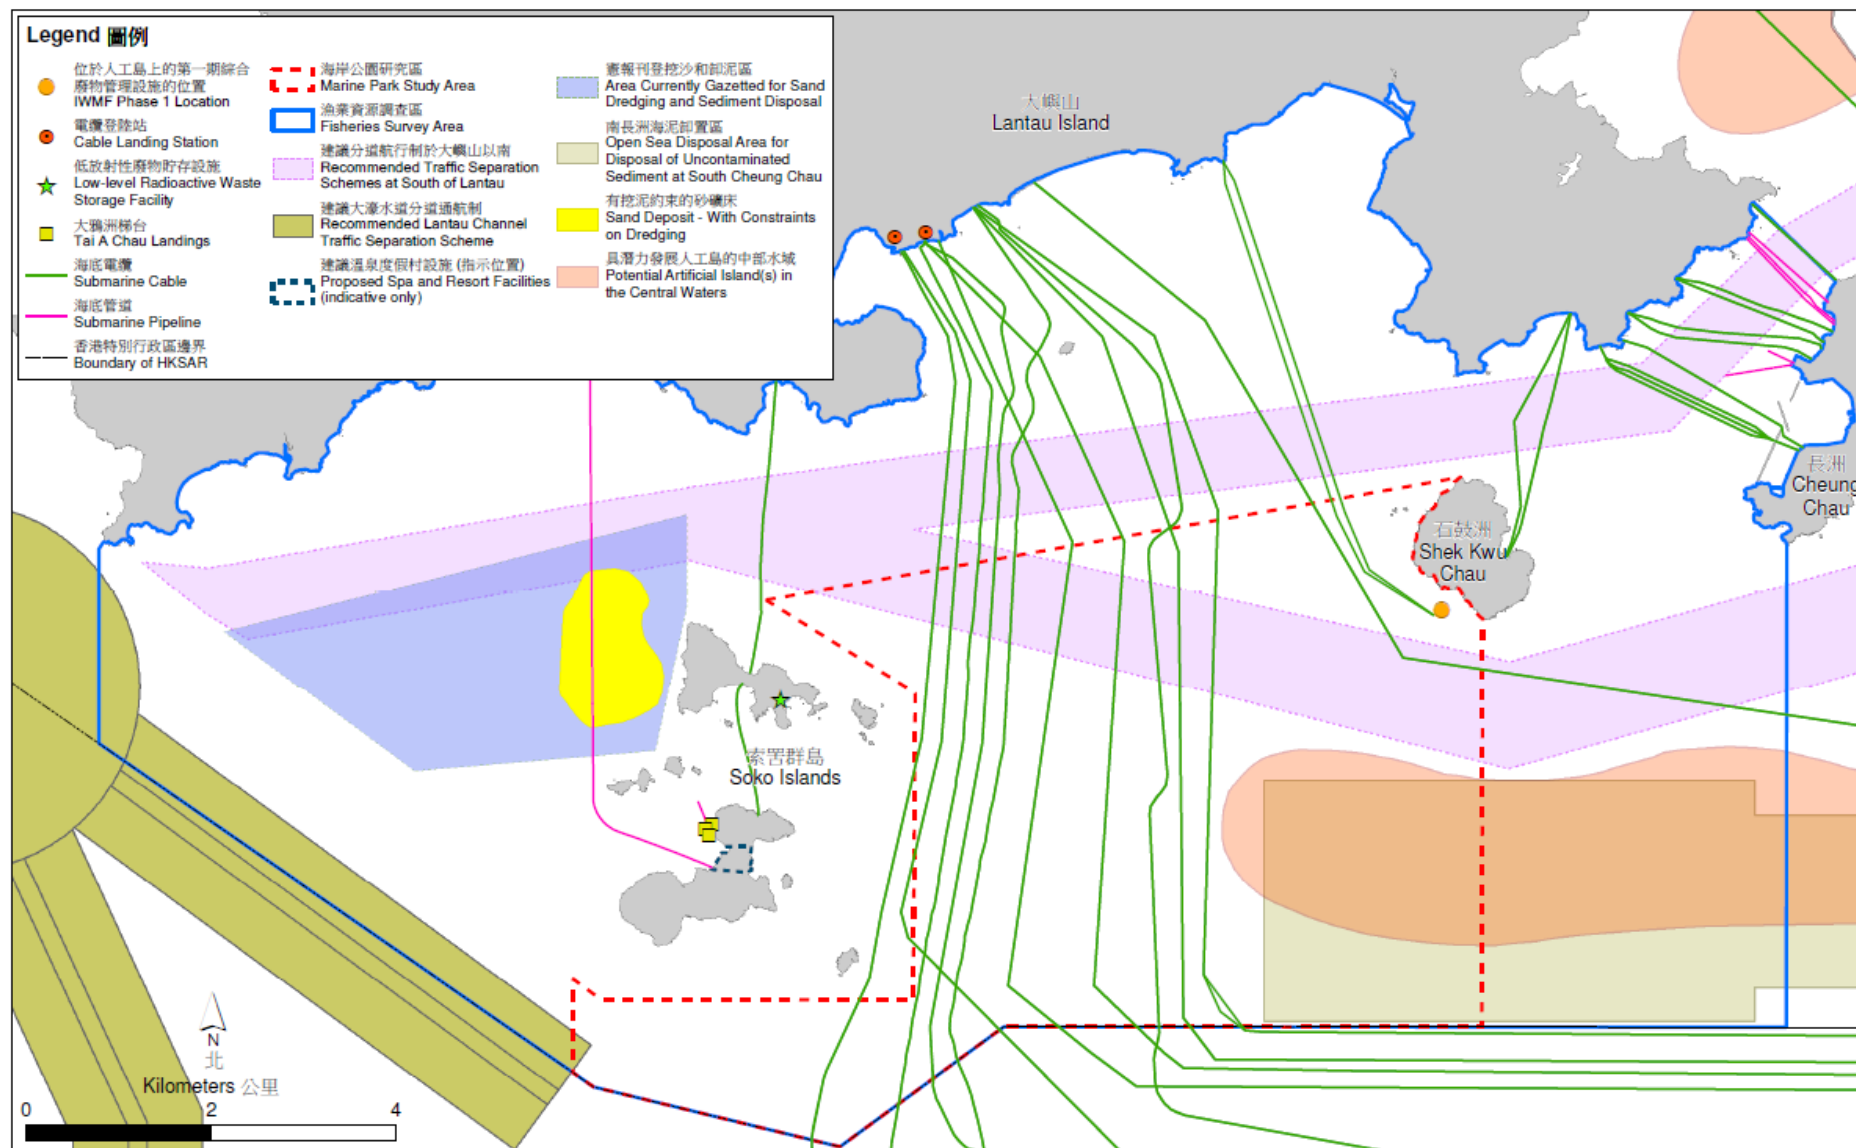 Legend 圖例
位於人工島上的第一期綜合
廢物管理設施的位置
IWMF Phase 1 Location
電纜登陸站
Cable Landing Station
低放射性廢物貯存設施
Low-level Radioactive Waste
Storage Facility
大鴉洲梯台
Tai A Chau Landings
海底電纜
Submarine Cable
海底管道
Submarine Pipeline
香港特別行政區邊界
Boundary of HKSAR
海岸公園研究區
Marine Park Study Area
漁業資源調查區
Fisheries Survey Area
建議分道航行制於大嶼山以南
Recommended Traffic Separation
Schemes at South of Lantau
建議大濠水道分道通航制
Recommended Lantau Channel
Traffic Separation Scheme
建議溫泉度假村設施 (指示位置)
Proposed Spa and Resort Facilities
(indicative only)
憲報刊登挖沙和卸泥區
Area Currently Gazetted for Sand
Dredging and Sediment Disposal
南長洲海泥卸置區
Open Sea Disposal Area for
Disposal of Uncontaminated
Sediment at South Cheung Chau
有挖泥約束的砂礦床
Sand Deposit - With Constraints
on Dredging
具潛力發展人工島的中部水域
Potential Artificial Island(s) in
the Central Waters
大嶼山
Lantau Island
長洲
Cheung
Chau
石鼓洲
Shek Kwu
Chau
索罟群島
Soko Islands
N
北
Kilometers 公里
0 2 4